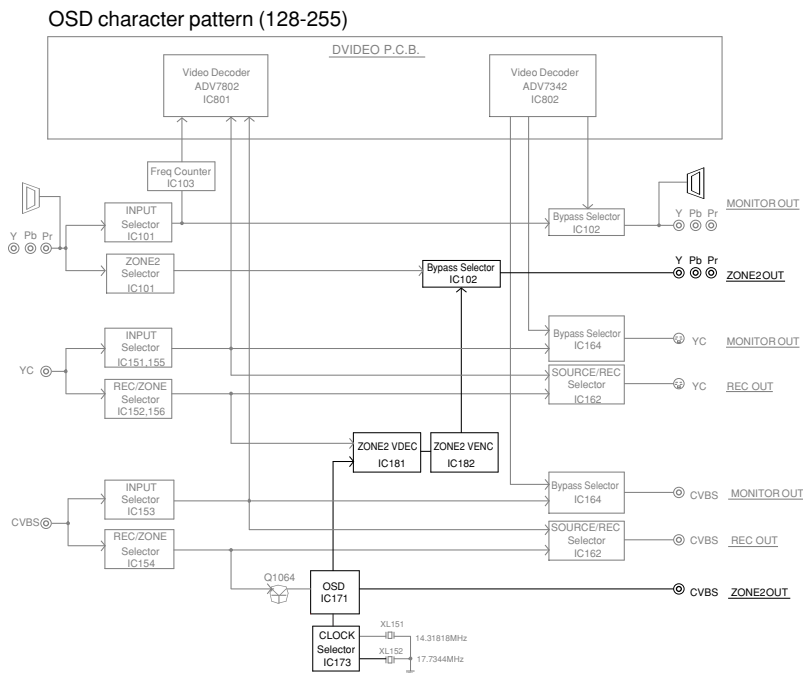 OSD character pattern (128-255)
DVIDEO P.C.B.
Video Decoder
ADV7802
IC801
Video Decoder
ADV7342
IC802
Freq Counter
IC103
INPUT
Selector
IC101
Bypass Selector
IC102
Y Pb Pr
MONITOR OUT
Y Pb Pr
ZONE2
Selector
IC101
Bypass Selector
IC102
Y Pb Pr
ZONE2OUT
INPUT
Selector
IC151,155
Bypass Selector
IC164
YC
MONITOR OUT
YC
REC/ZONE
Selector
IC152,156
SOURCE/REC
Selector
IC162
YC
REC OUT
ZONE2 VDEC
IC181
ZONE2 VENC
IC182
INPUT
Selector
IC153
Bypass Selector
IC164
CVBS
MONITOR OUT
CVBS
REC/ZONE
Selector
IC154
SOURCE/REC
Selector
IC162
CVBS
REC OUT
Q1064
OSD
IC171
CVBS
ZONE2OUT
CLOCK
Selector
IC173
XL151
14.31818MHz
XL152
17.7344MHz